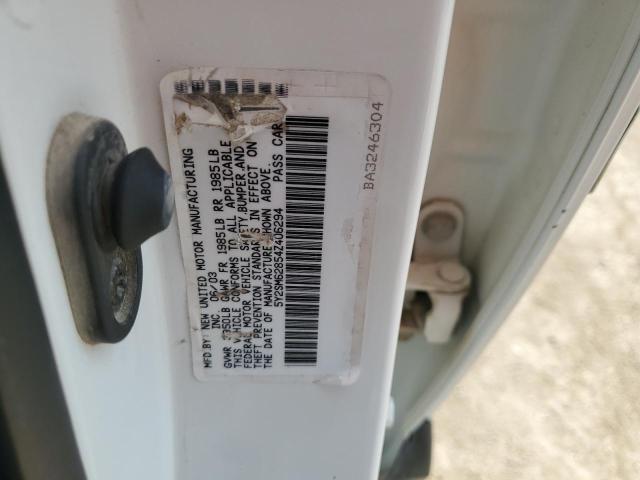 MFD.BY: NEW UNITED MOTOR MANUFACTURING
INC. 06/03
GVWR LB GAWR FR 1985LB RR 1985LB
THIS VEHICLE CONFORMS TO ALL APPLICABLE
FEDERAL MOTOR VEHICLE SAFETY, BUMPER, AND
THEFT PREVENTION STANDARDS IN EFFECT ON
THE DATE OF MANUFACTURE SHOWN ABOVE.
5Y2SM62854Z406294 PASS CAR
BA3246304